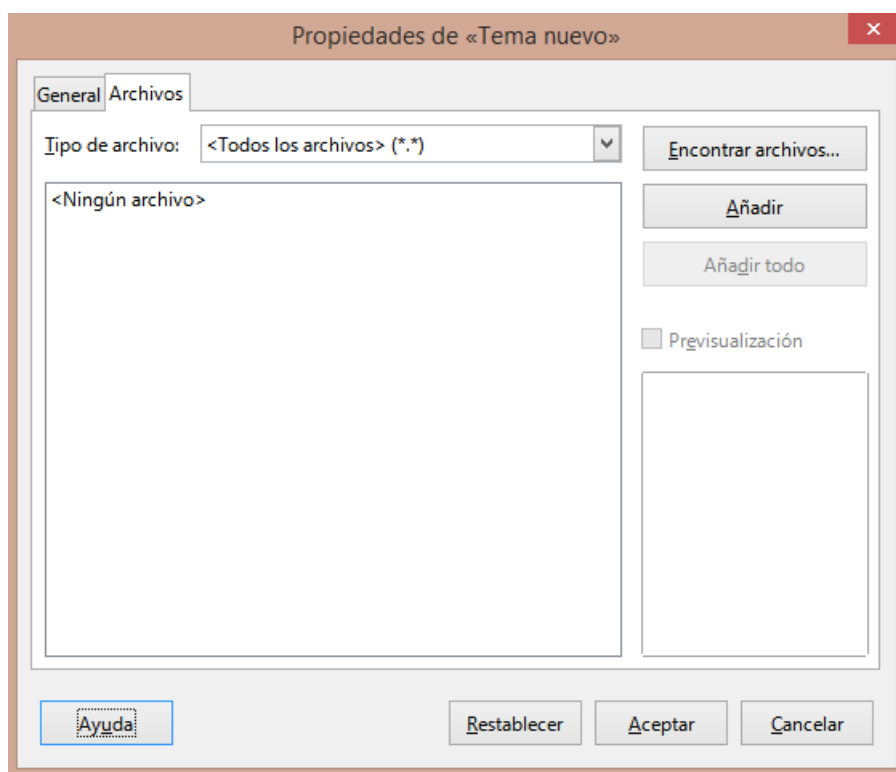 Propiedades de «Tema nuevo»
General Archivos
Tipo de archivo: <Todos los archivos> (*.*)
Encontrar archivos...
<Ningún archivo>
Añadir
Añadir todo
Previsualización
Ayuda Restablecer Aceptar Cancelar